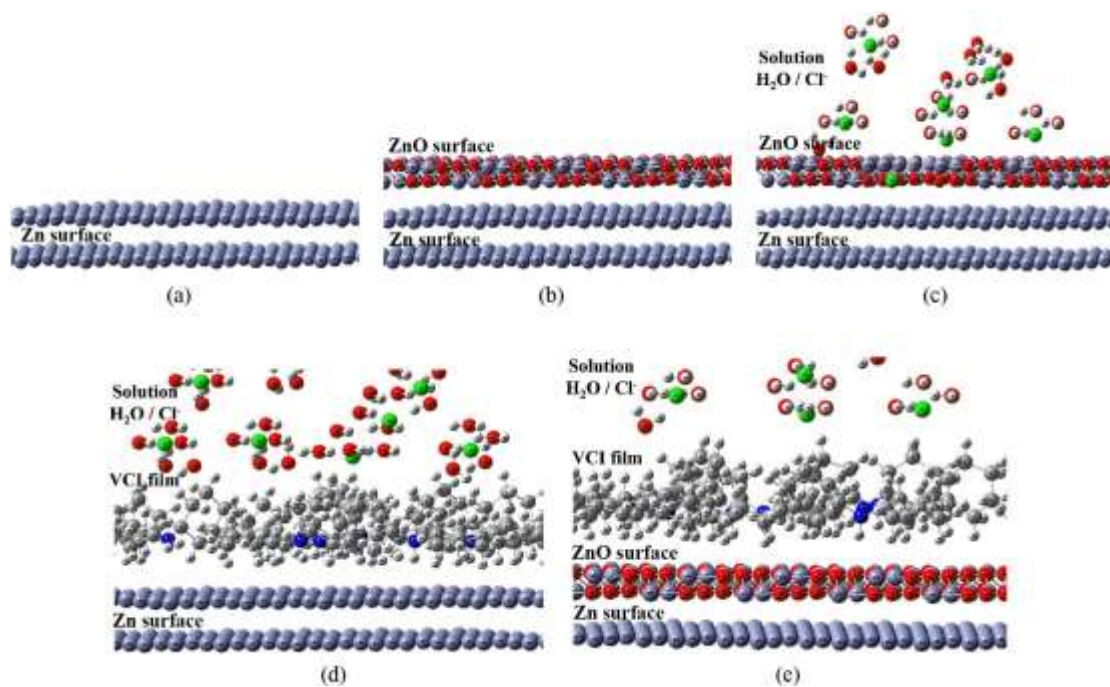 Zn surface
(a)
ZnO surface
Zn surface
(b)
Solution
H₂O / Cl⁻
ZnO surface
Zn surface
(c)
Solution
H₂O / Cl⁻
VCI film
Zn surface
(d)
Solution
H₂O / Cl⁻
VCI film
ZnO surface
Zn surface
(e)